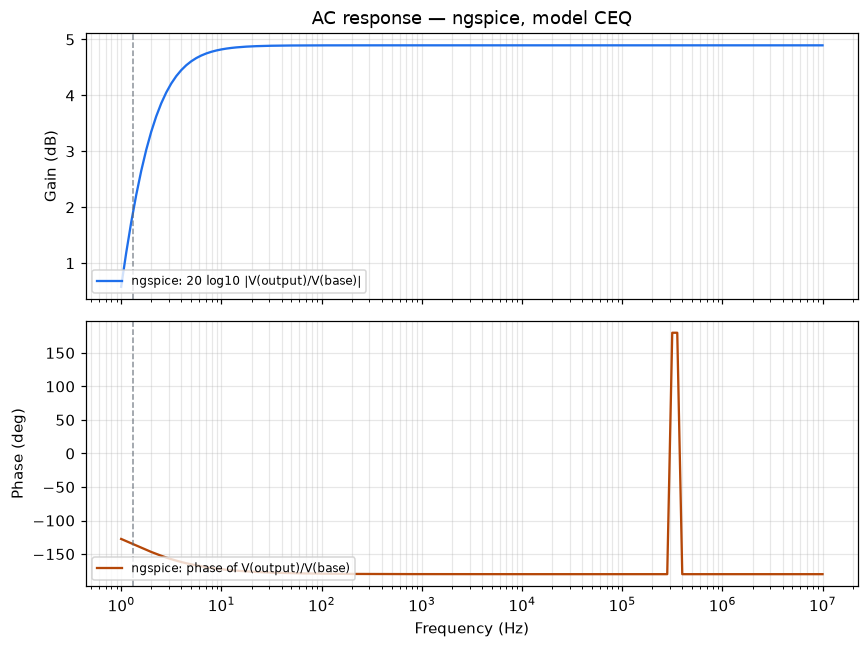 AC response — ngspice, model CEQ
5
4
3
2
1
Gain (dB)
ngspice: 20 log10 |V(output)/V(base)|
150
100
50
0
−50
−100
−150
Phase (deg)
ngspice: phase of V(output)/V(base)
10⁰ 10¹ 10² 10³ 10⁴ 10⁵ 10⁶ 10⁷
Frequency (Hz)